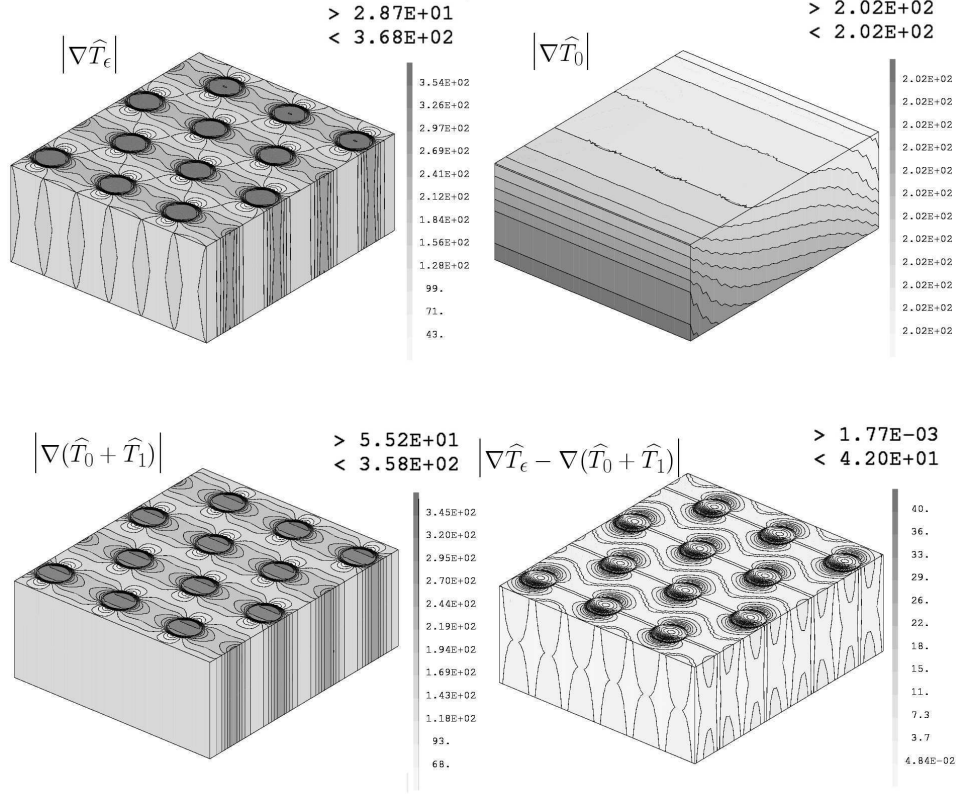 > 2.87E+01
< 3.68E+02
|∇T̂ϵ|
3.54E+02
3.26E+02
2.97E+02
2.69E+02
2.41E+02
2.12E+02
1.84E+02
1.56E+02
1.28E+02
99.
71.
43.
> 2.02E+02
< 2.02E+02
|∇T̂0|
2.02E+02
2.02E+02
2.02E+02
2.02E+02
2.02E+02
2.02E+02
2.02E+02
2.02E+02
2.02E+02
2.02E+02
2.02E+02
2.02E+02
> 5.52E+01
< 3.58E+02
|∇(T̂0 + T̂1)|
3.45E+02
3.20E+02
2.95E+02
2.70E+02
2.44E+02
2.19E+02
1.94E+02
1.69E+02
1.43E+02
1.18E+02
93.
68.
> 1.77E-03
< 4.20E+01
|∇T̂ϵ − ∇(T̂0 + T̂1)|
40.
36.
33.
29.
26.
22.
18.
15.
11.
7.3
3.7
4.84E-02